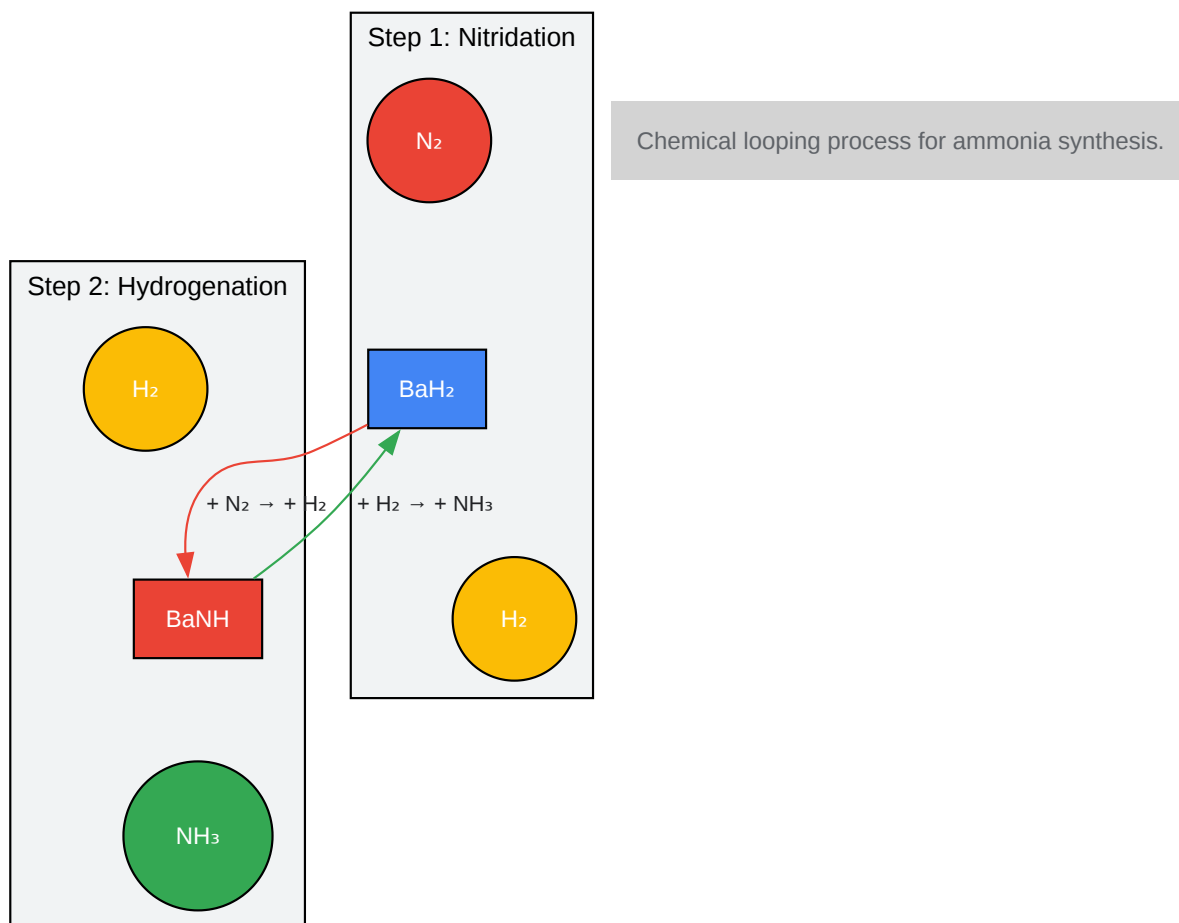 Step 1: Nitridation
N₂
Chemical looping process for ammonia synthesis.
Step 2: Hydrogenation
H₂
BaH₂
+ N₂ → + H₂
+ H₂ → + NH₃
BaNH
H₂
NH₃